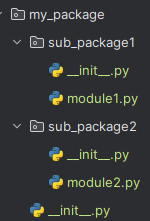 my_package
sub_package1
__init__.py
module1.py
sub_package2
__init__.py
module2.py
__init__.py